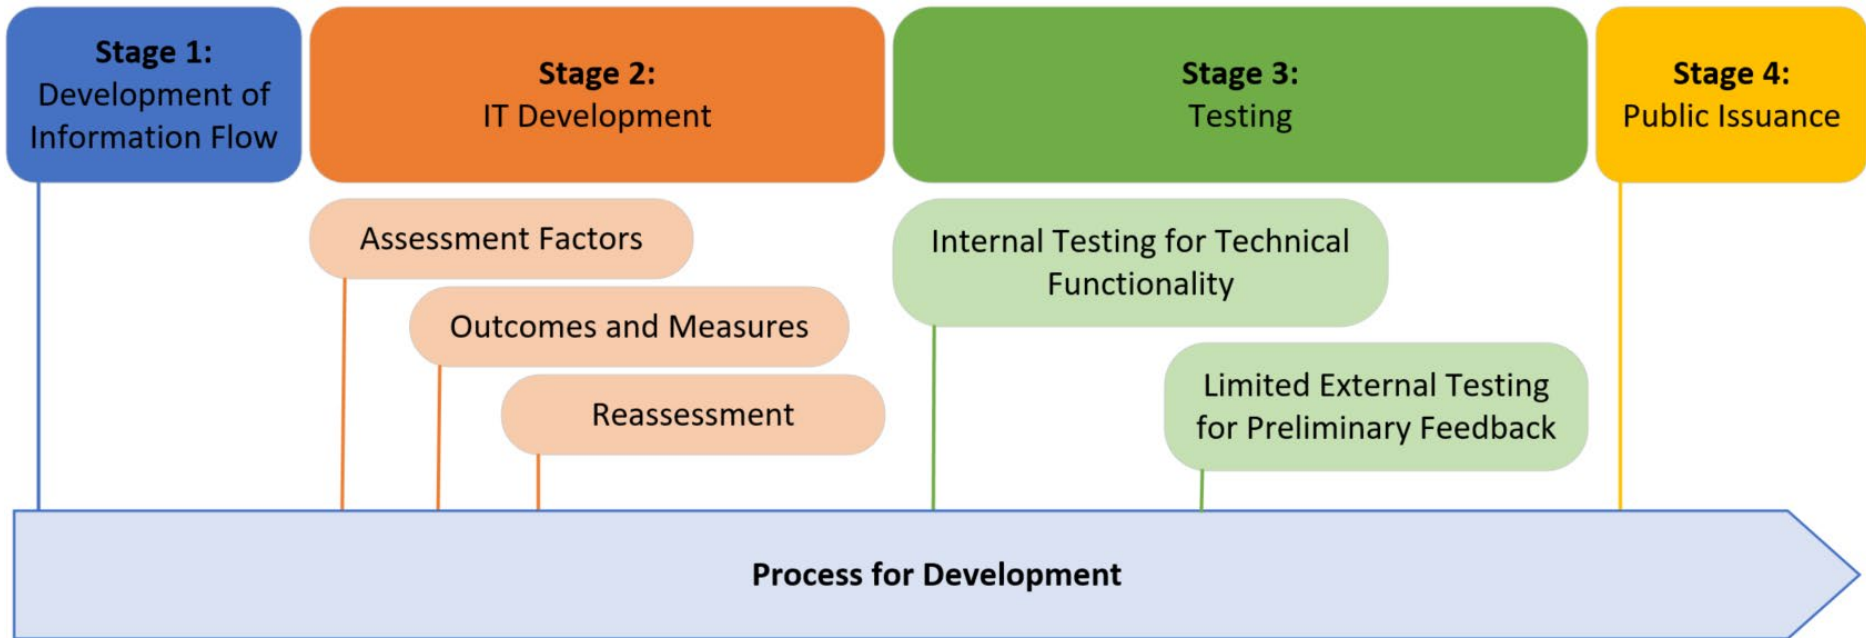 Stage 1:
Development of
Information Flow
Stage 2:
IT Development
Stage 3:
Testing
Stage 4:
Public Issuance
Assessment Factors
Outcomes and Measures
Reassessment
Internal Testing for Technical
Functionality
Limited External Testing
for Preliminary Feedback
Process for Development